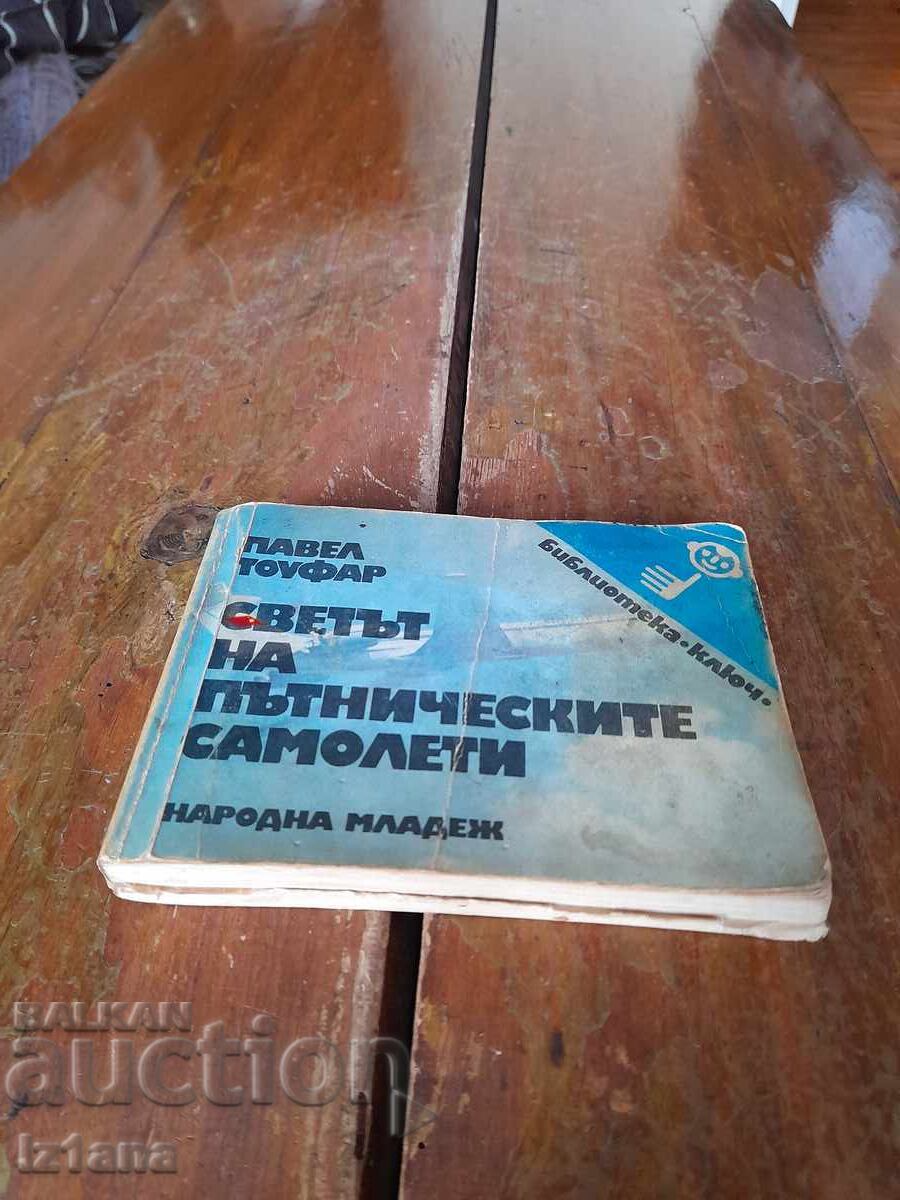 ПАВЕЛ
ТОУФАР
СВЕТЪТ
НА
ПЪТНИЧЕСКИТЕ
САМОЛЕТИ
НАРОДНА МЛАДЕЖ
библиотека•ключ•
BALKAN
auction
iz1ana